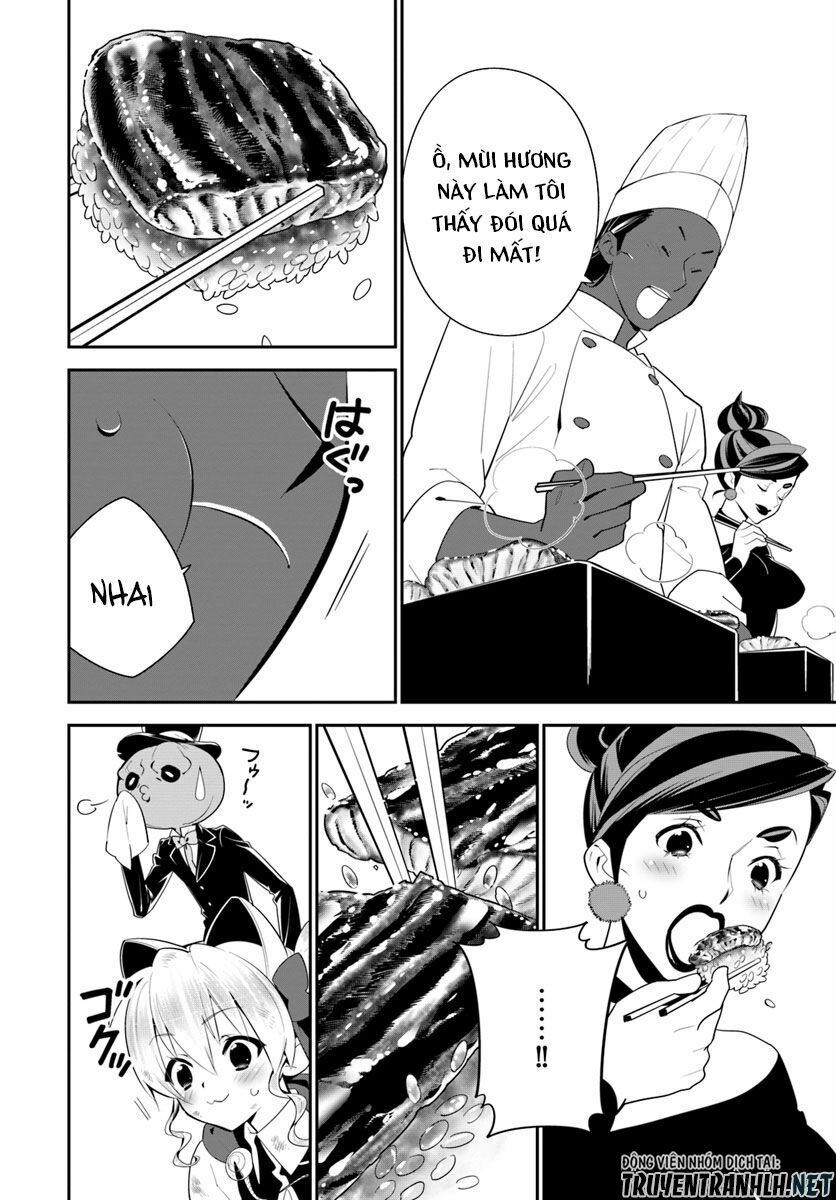 Ồ, MÙI HƯƠNG
NÀY LÀM TÔI
THẤY ĐÓI QUÁ
ĐI MẤT!
はぐっ
NHAI
フゥ〜ッ
ゴクッ
......!!
ĐỘNG VIÊN NHÓM DỊCH TẠI:
TRUYENTRANHLH.NET